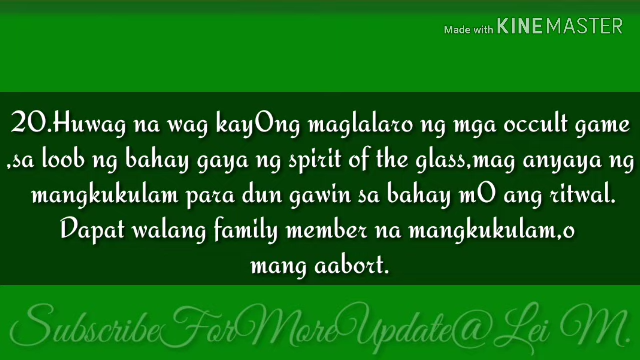 Made with KINEMASTER
20.Huwag na wag kayOng maglalaro ng mga occult game
,sa loob ng bahay gaya ng spirit of the glass,mag anyaya ng
mangkukulam para dun gawin sa bahay mO ang ritwal.
Dapat walang family member na mangkukulam,o
mang aabort.
SubscribeForMoreUpdate@Lei M.